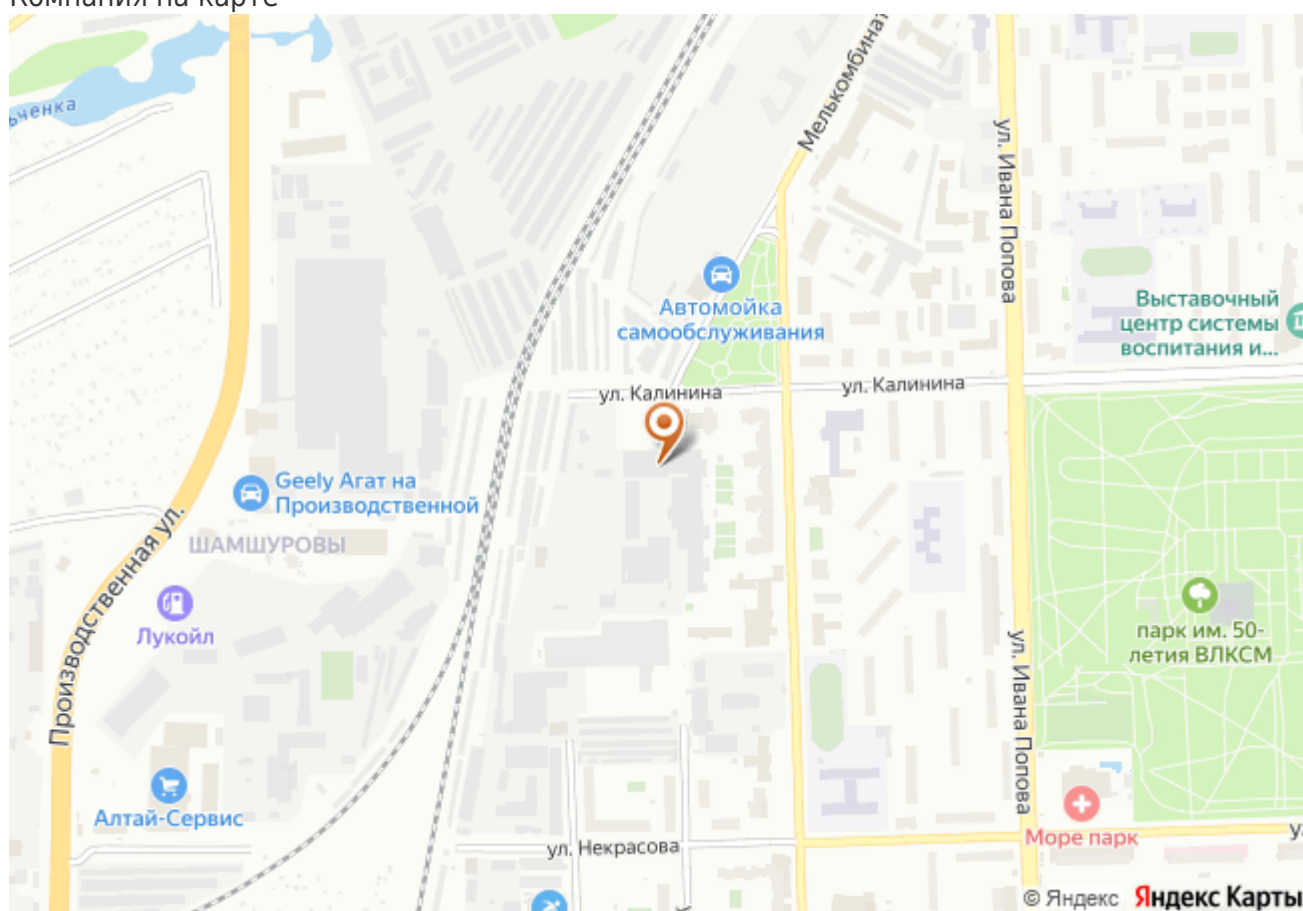 Компания на карте
ьченка
Мелькомбинат
ул. Ивана Попова
Автомойка
самообслуживания
Выставочный
центр системы
воспитания и...
ул. Калинина
ул. Калинина
Geely Агат на
Производственной
ШАМШУРОВЫ
Производственная ул.
Лукойл
парк им. 50-
летия ВЛКСМ
ул. Ивана Попова
Алтай-Сервис
Море парк
ул. Некрасова
у.
© Яндекс Яндекс Карты